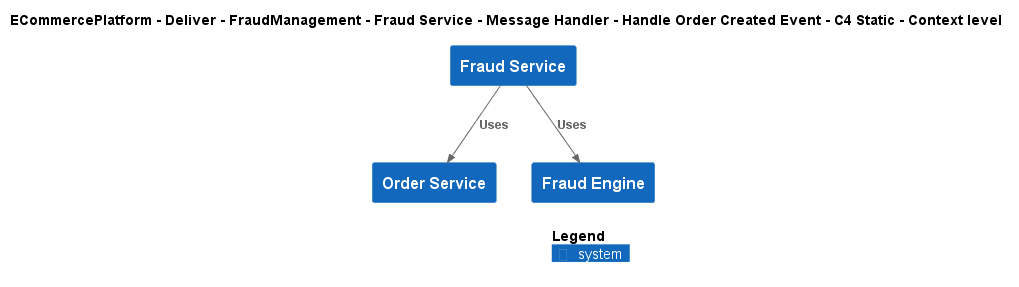 ECommercePlatform - Deliver - FraudManagement - Fraud Service - Message Handler - Handle Order Created Event - C4 Static - Context level
Fraud Service
Uses
Uses
Order Service
Fraud Engine
Legend
system